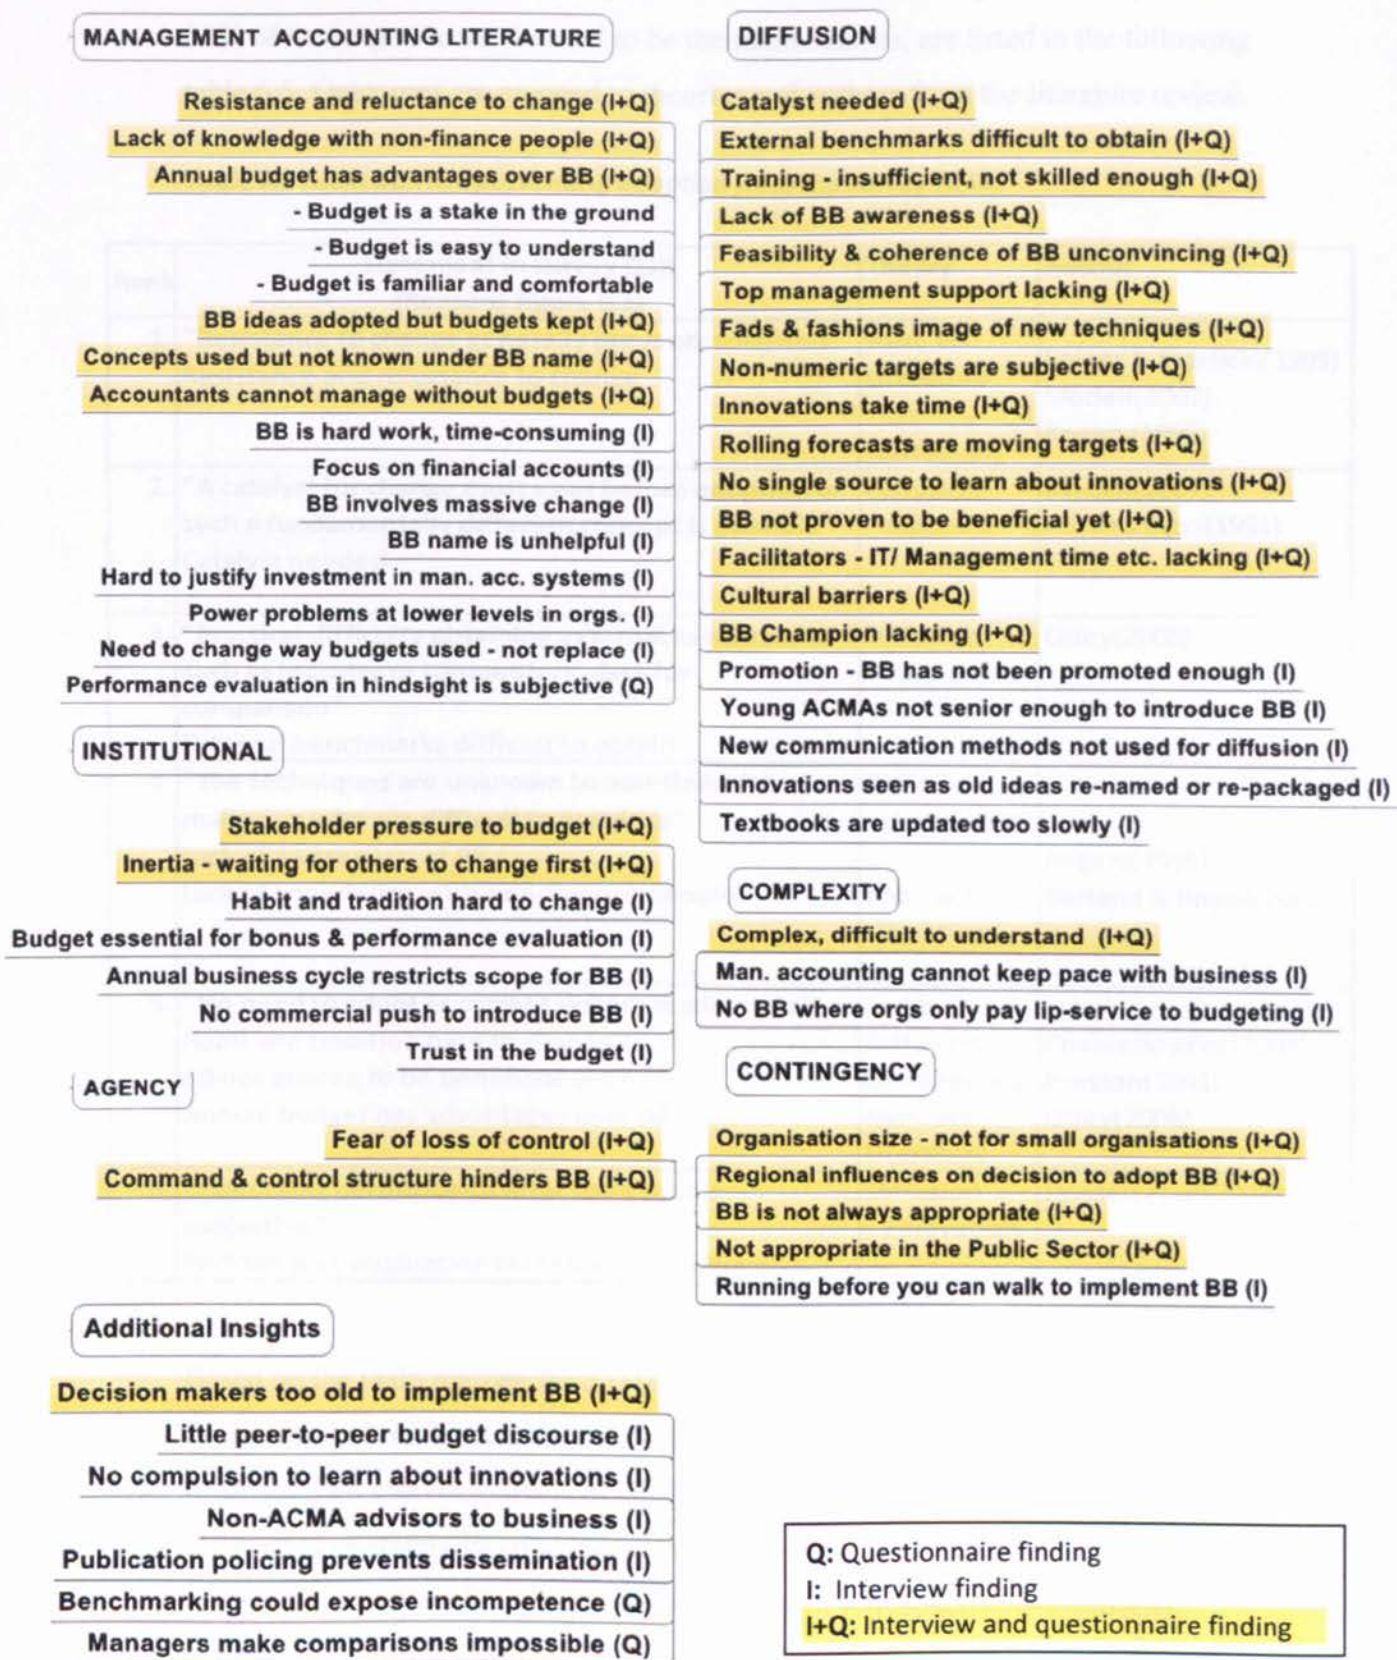 MANAGEMENT ACCOUNTING LITERATURE
Resistance and reluctance to change (I+Q)
Lack of knowledge with non-finance people (I+Q)
Annual budget has advantages over BB (I+Q)
- Budget is a stake in the ground
- Budget is easy to understand
- Budget is familiar and comfortable
BB ideas adopted but budgets kept (I+Q)
Concepts used but not known under BB name (I+Q)
Accountants cannot manage without budgets (I+Q)
BB is hard work, time-consuming (I)
Focus on financial accounts (I)
BB involves massive change (I)
BB name is unhelpful (I)
Hard to justify investment in man. acc. systems (I)
Power problems at lower levels in orgs. (I)
Need to change way budgets used - not replace (I)
Performance evaluation in hindsight is subjective (Q)
INSTITUTIONAL
Stakeholder pressure to budget (I+Q)
Inertia - waiting for others to change first (I+Q)
Habit and tradition hard to change (I)
Budget essential for bonus & performance evaluation (I)
Annual business cycle restricts scope for BB (I)
No commercial push to introduce BB (I)
Trust in the budget (I)
AGENCY
Fear of loss of control (I+Q)
Command & control structure hinders BB (I+Q)
Additional Insights
Decision makers too old to implement BB (I+Q)
Little peer-to-peer budget discourse (I)
No compulsion to learn about innovations (I)
Non-ACMA advisors to business (I)
Publication policing prevents dissemination (I)
Benchmarking could expose incompetence (Q)
Managers make comparisons impossible (Q)
DIFFUSION
Catalyst needed (I+Q)
External benchmarks difficult to obtain (I+Q)
Training - insufficient, not skilled enough (I+Q)
Lack of BB awareness (I+Q)
Feasibility & coherence of BB unconvincing (I+Q)
Top management support lacking (I+Q)
Fads & fashions image of new techniques (I+Q)
Non-numeric targets are subjective (I+Q)
Innovations take time (I+Q)
Rolling forecasts are moving targets (I+Q)
No single source to learn about innovations (I+Q)
BB not proven to be beneficial yet (I+Q)
Facilitators - IT/ Management time etc. lacking (I+Q)
Cultural barriers (I+Q)
BB Champion lacking (I+Q)
Promotion - BB has not been promoted enough (I)
Young ACMAs not senior enough to introduce BB (I)
New communication methods not used for diffusion (I)
Innovations seen as old ideas re-named or re-packaged (I)
Textbooks are updated too slowly (I)
COMPLEXITY
Complex, difficult to understand (I+Q)
Man. accounting cannot keep pace with business (I)
No BB where orgs only pay lip-service to budgeting (I)
CONTINGENCY
Organisation size - not for small organisations (I+Q)
Regional influences on decision to adopt BB (I+Q)
BB is not always appropriate (I+Q)
Not appropriate in the Public Sector (I+Q)
Running before you can walk to implement BB (I)
Q: Questionnaire finding
I: Interview finding
I+Q: Interview and questionnaire finding